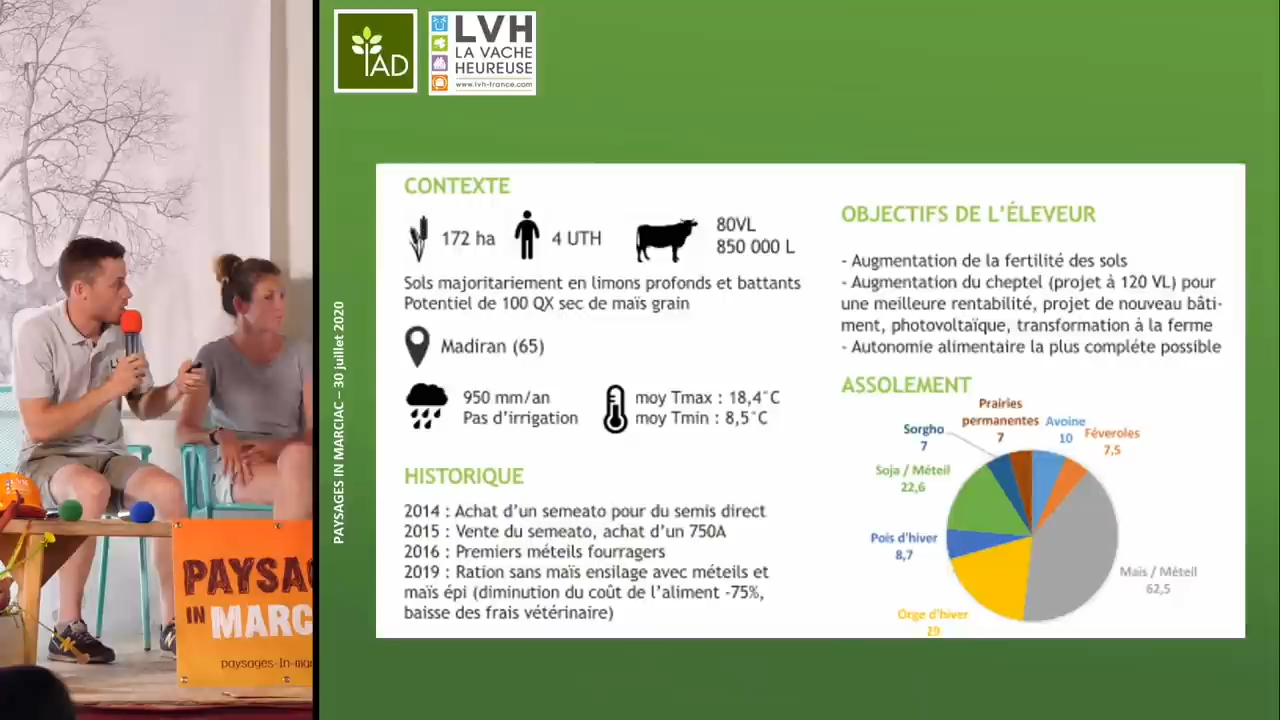 AD
LVH
LA VACHE
HEUREUSE
www.lvh-france.com
PAYSAGES IN MARCIAC – 30 juillet 2020
CONTEXTE
172 ha
4 UTH
80VL
850 000 L
Sols majoritariement en limons profonds et battants
Potentiel de 100 QX sec de maïs grain
Madiran (65)
950 mm/an
Pas d'irrigation
moy Tmax : 18,4°C
moy Tmin : 8,5°C
HISTORIQUE
2014 : Achat d'un semeato pour du semis direct
2015 : Vente du semeato, achat d'un 750A
2016 : Premiers méteils fourragers
2019 : Ration sans maïs ensilage avec méteils et
maïs épi (diminution du coût de l'aliment -75%,
baisse des frais vétérinaire)
OBJECTIFS DE L'ÉLEVEUR
- Augmentation de la fertilité des sols
- Augmentation du cheptel (projet à 120 VL) pour
une meilleure rentabilité, projet de nouveau bâti-
ment, photovoltaïque, transformation à la ferme
- Autonomie alimentaire la plus compléte possible
ASSOLEMENT
Prairies
permanentes
7
Avoine
10
Féveroles
7,5
Sorgho
7
Soja / Méteil
22,6
Pois d'hiver
8,7
Maïs / Méteil
62,5
Orge d'hiver
29
PAYSA
IN MARC
paysages-in-mar